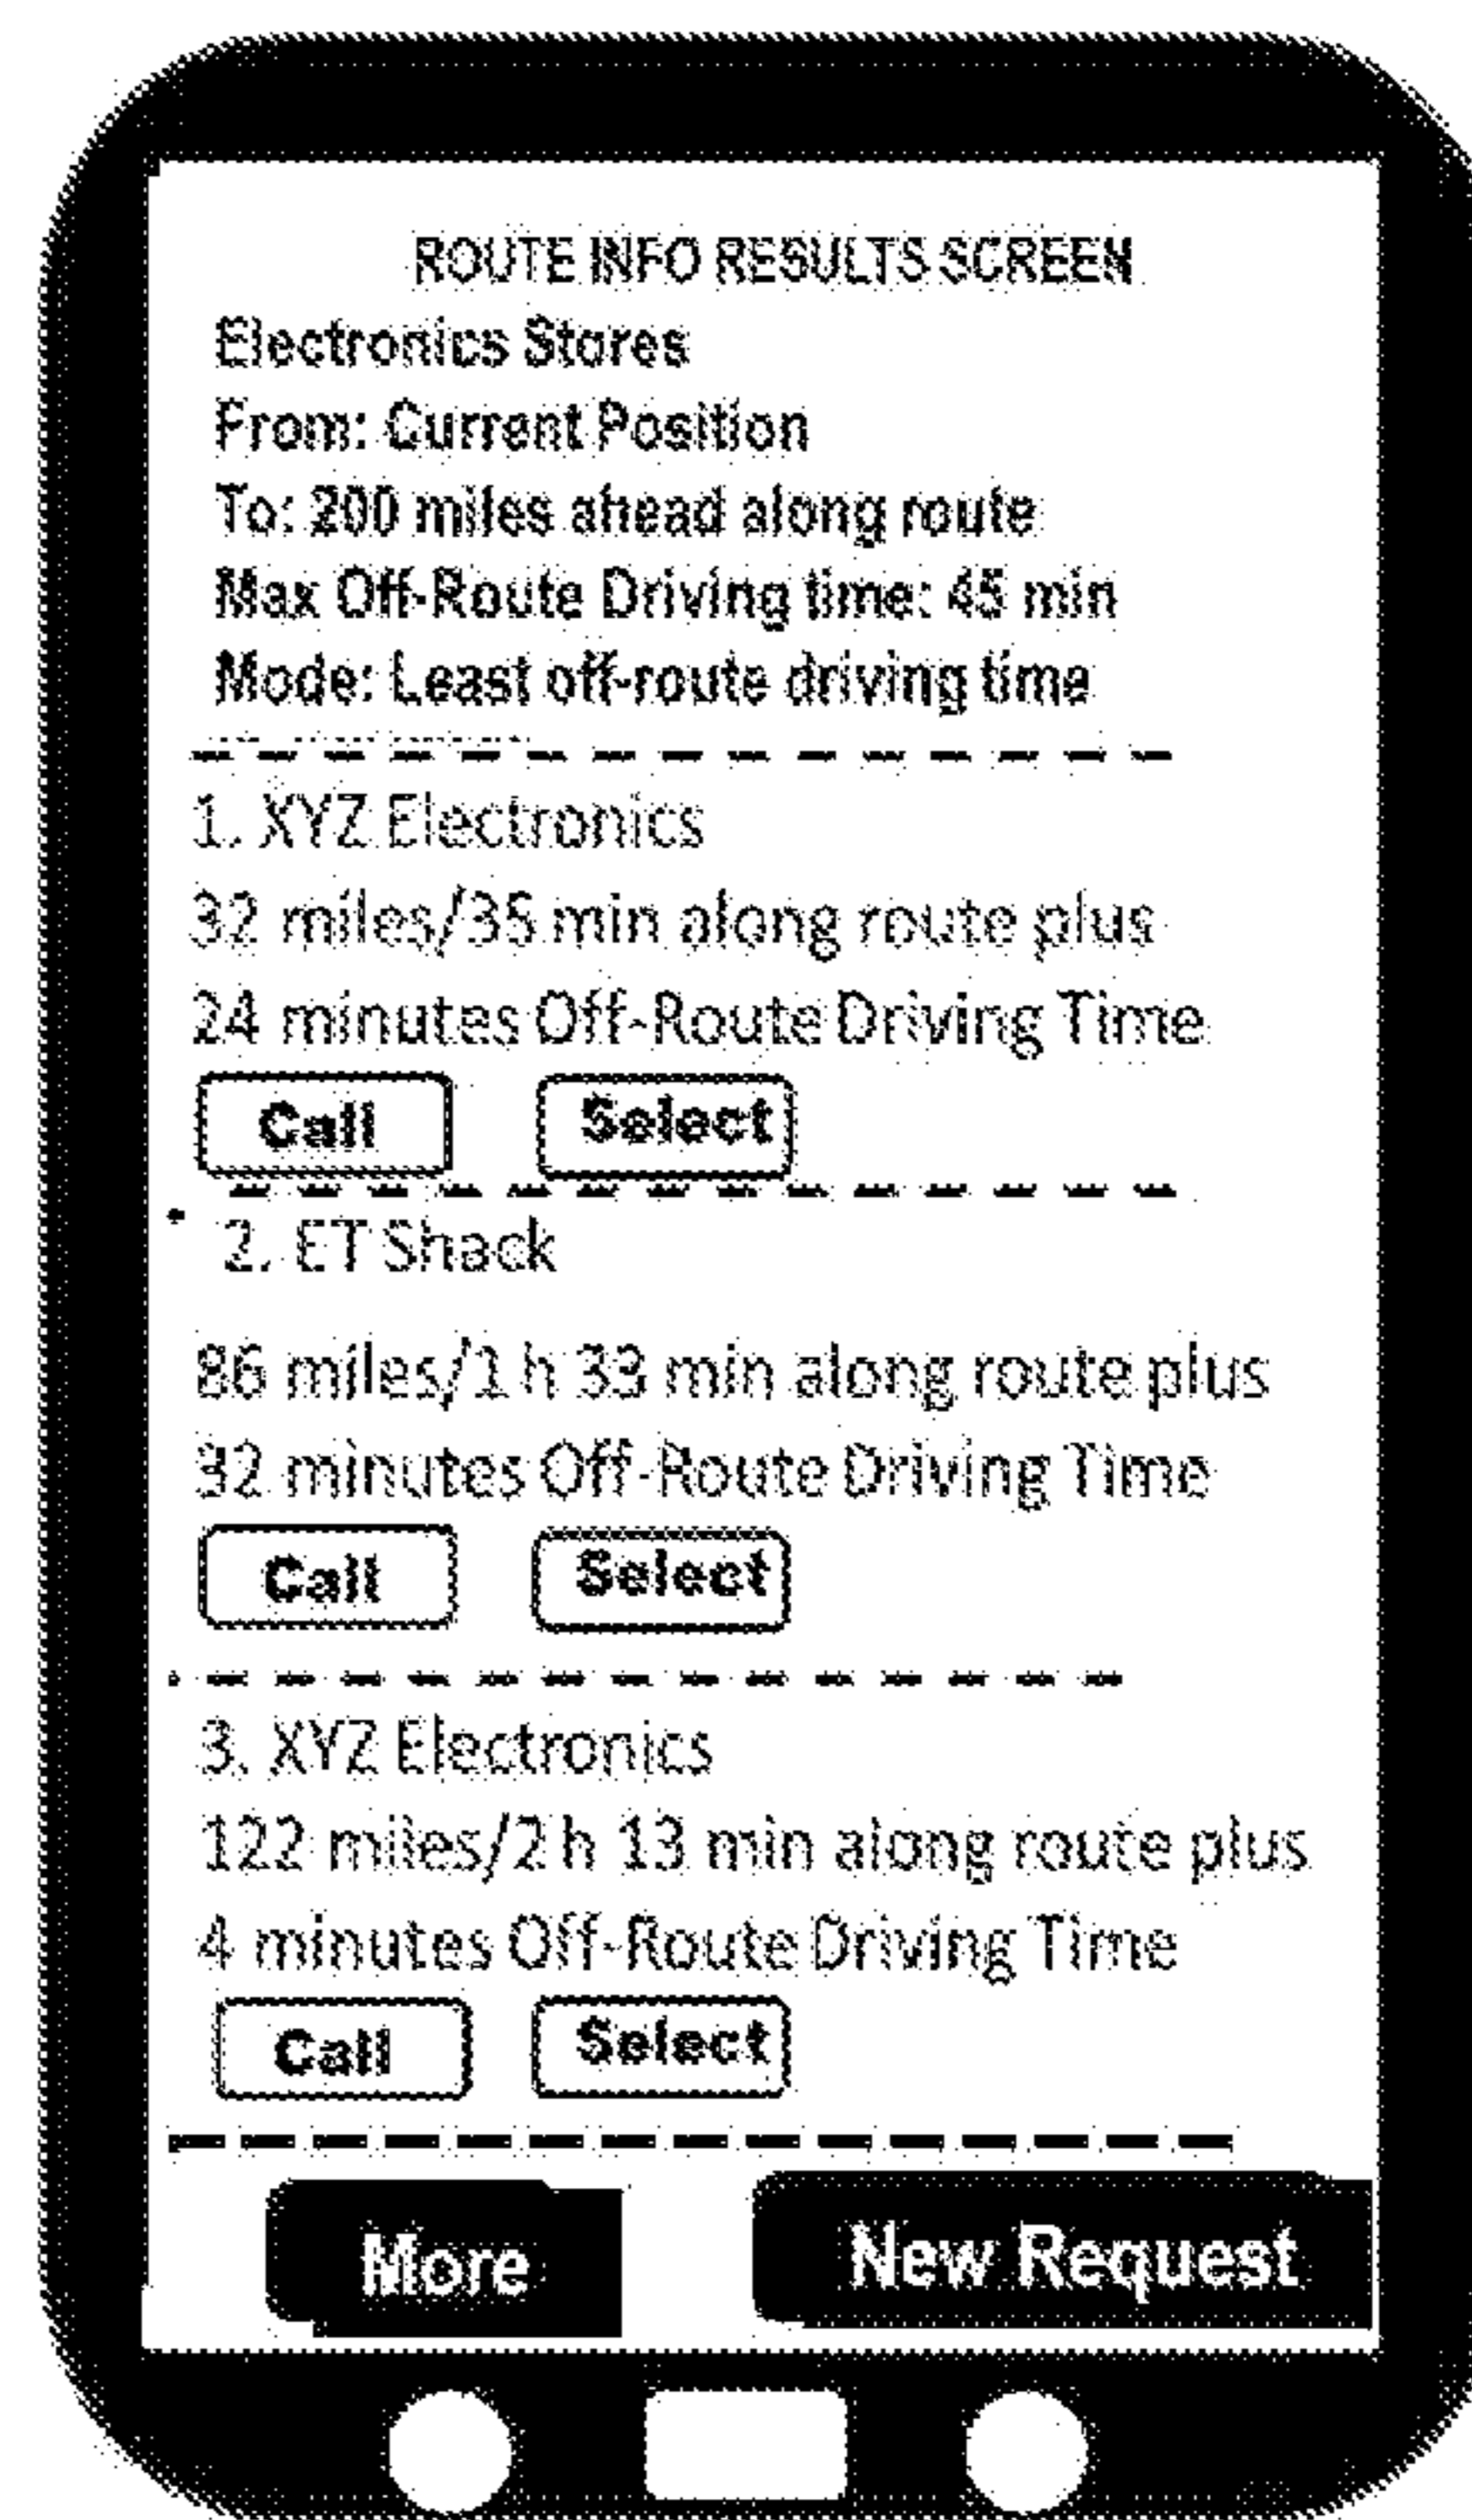 ROUTE INFO RESULTS SCREEN
Electronics Stores
From: Current Position
To: 200 miles ahead along route
Max Off-Route Driving time: 45 min
Mode: Least off-route driving time
1. XYZ Electronics
32 miles/35 min along route plus
24 minutes Off-Route Driving Time
Call Select
2. ET Shack
86 miles/1 h 33 min along route plus
32 minutes Off-Route Driving Time
Call Select
3. XYZ Electronics
122 miles/2 h 13 min along route plus
4 minutes Off-Route Driving Time
Call Select
More New Request